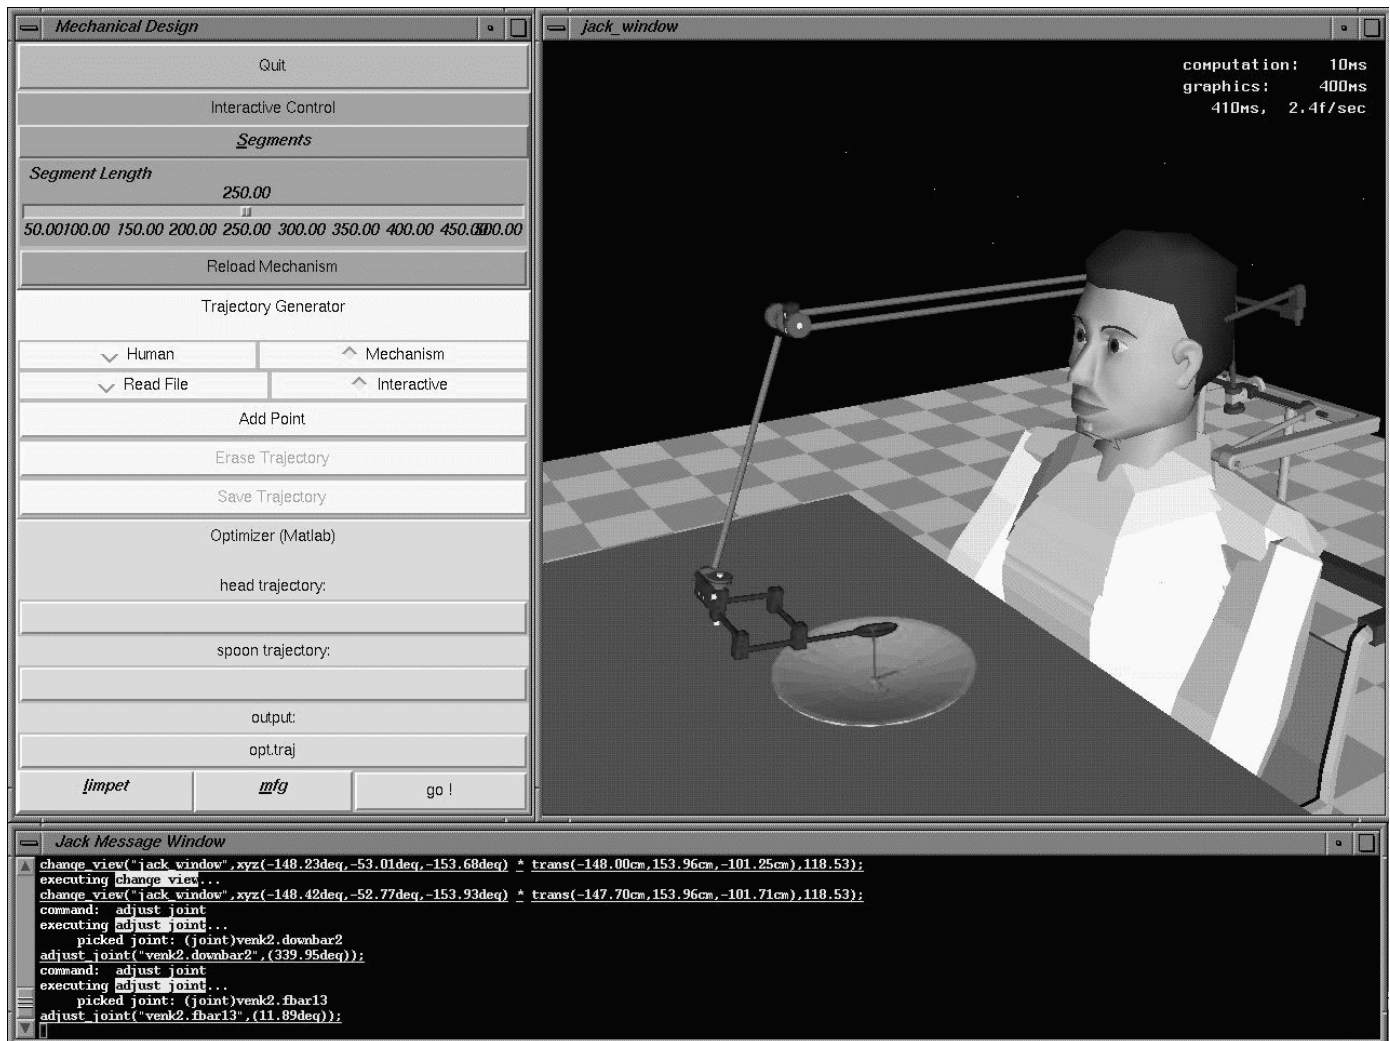 Mechanical Design
Quit
Interactive Control
Segments
Segment Length
250.00
50.00100.00 150.00 200.00 250.00 300.00 350.00 400.00 450.00 500.00
Reload Mechanism
Trajectory Generator
Human Mechanism
Read File Interactive
Add Point
Erase Trajectory
Save Trajectory
Optimizer (Matlab)
head trajectory:
spoon trajectory:
output:
opt.traj
limpet mfg go !
jack_window
computation: 10ms
graphics: 400ms
410ms, 2.4f/sec
Jack Message Window
change_view("jack_window",xyz(-148.23deg,-53.01deg,-153.68deg) * trans(-148.00cm,153.96cm,-101.25cm),118.53);
executing change view...
change_view("jack_window",xyz(-148.42deg,-52.77deg,-153.93deg) * trans(-147.70cm,153.96cm,-101.71cm),118.53);
command: adjust joint
executing adjust joint...
picked joint: (joint)venk2.downbar2
adjust_joint("venk2.downbar2",(339.95deg));
command: adjust joint
executing adjust joint...
picked joint: (joint)venk2.fbar13
adjust_joint("venk2.fbar13",(11.89deg));